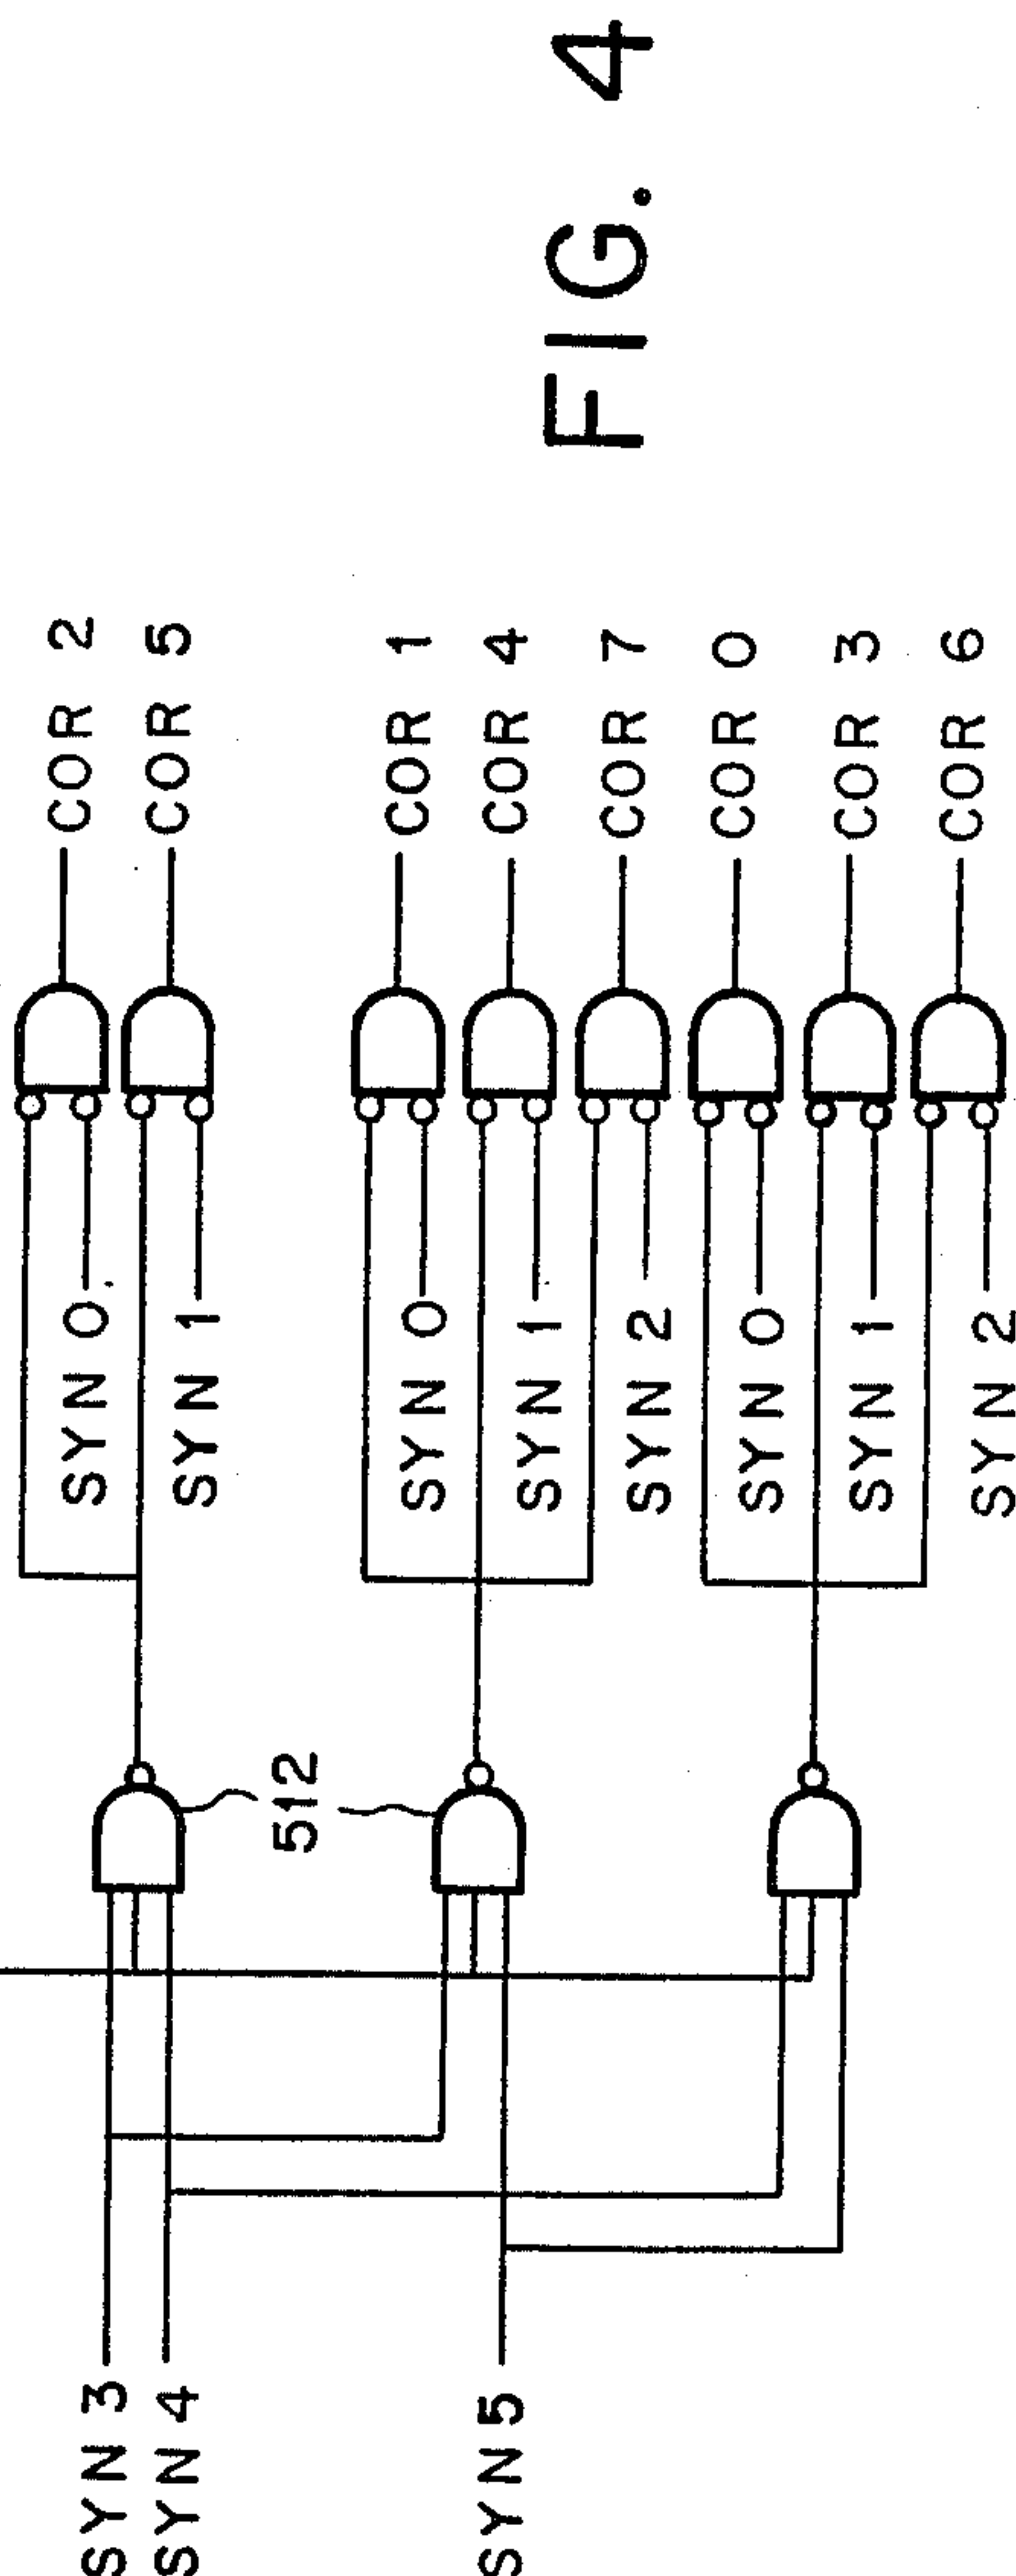 FIG. 4
SYN 3
SYN 4
SYN 5
512
SYN 0
SYN 1
SYN 0
SYN 1
SYN 2
SYN 0
SYN 1
SYN 2
COR 2
COR 5
COR 1
COR 4
COR 7
COR 0
COR 3
COR 6